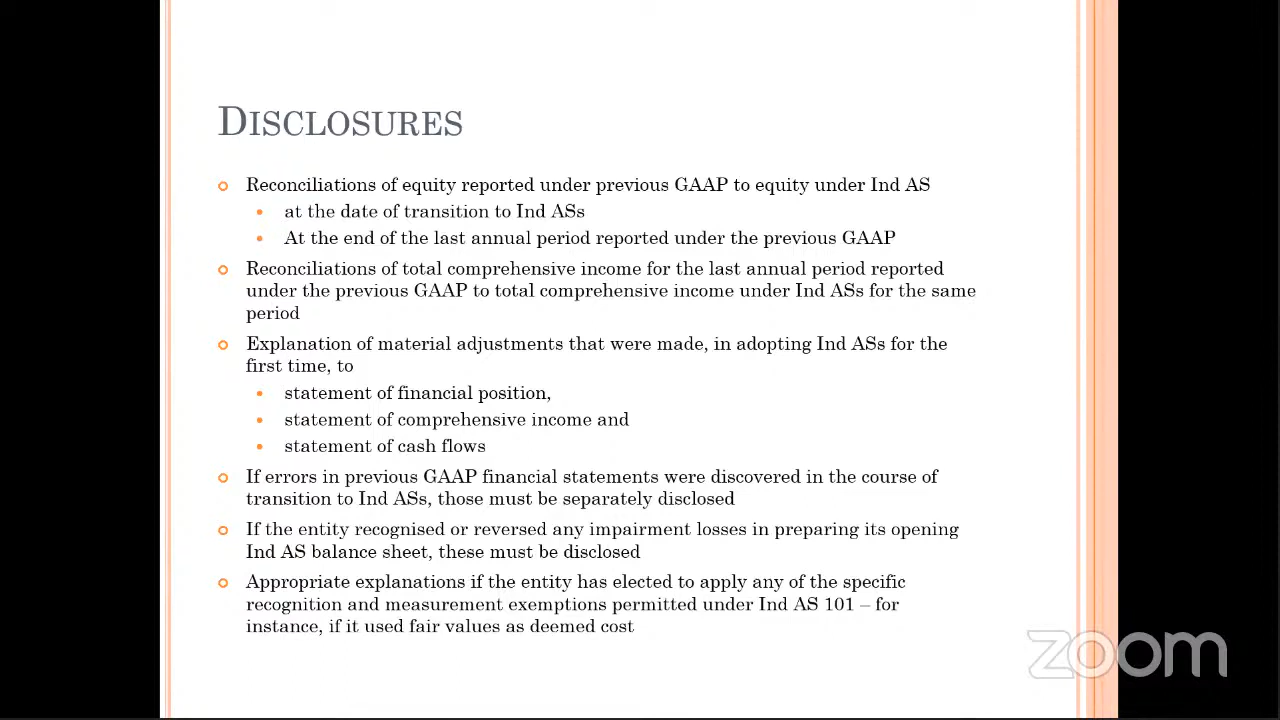 DISCLOSURES
Reconciliations of equity reported under previous GAAP to equity under Ind AS
at the date of transition to Ind ASs
At the end of the last annual period reported under the previous GAAP
Reconciliations of total comprehensive income for the last annual period reported
under the previous GAAP to total comprehensive income under Ind ASs for the same
period
Explanation of material adjustments that were made, in adopting Ind ASs for the
first time, to
statement of financial position,
statement of comprehensive income and
statement of cash flows
If errors in previous GAAP financial statements were discovered in the course of
transition to Ind ASs, those must be separately disclosed
If the entity recognised or reversed any impairment losses in preparing its opening
Ind AS balance sheet, these must be disclosed
Appropriate explanations if the entity has elected to apply any of the specific
recognition and measurement exemptions permitted under Ind AS 101 – for
instance, if it used fair values as deemed cost
zoom